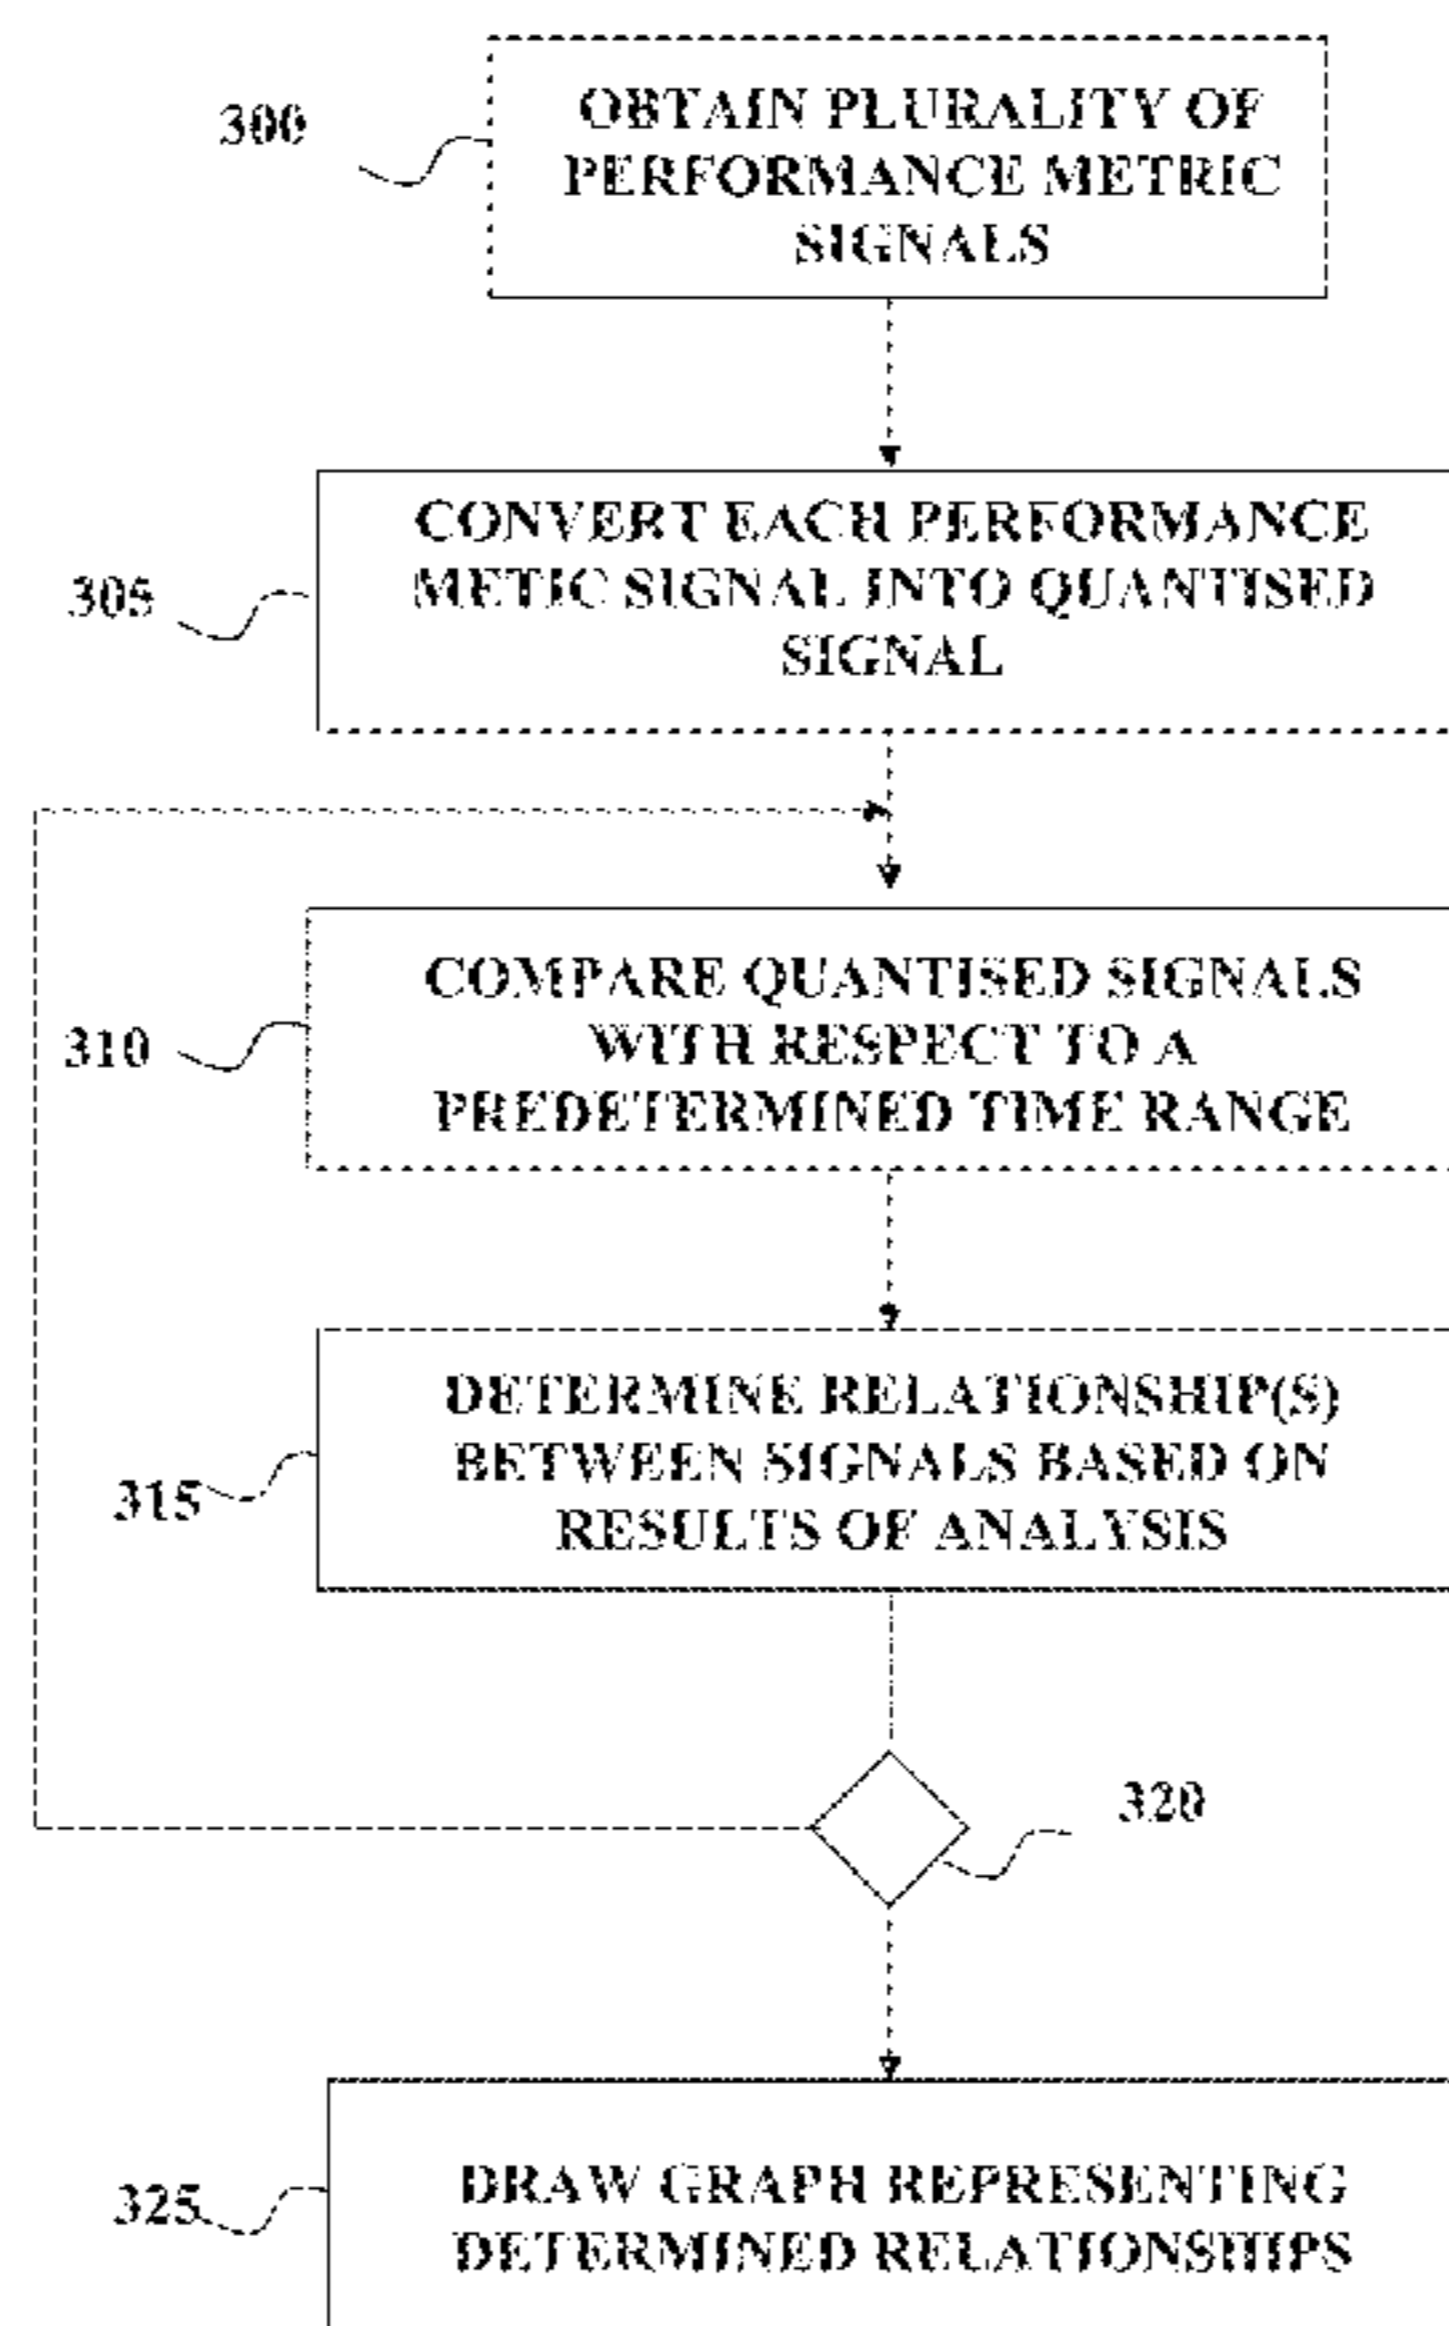 300
OBTAIN PLURALITY OF
PERFORMANCE METRIC
SIGNALS
CONVERT EACH PERFORMANCE
METIC SIGNAL INTO QUANTISED
SIGNAL
305
COMPARE QUANTISED SIGNALS
WITH RESPECT TO A
PREDETERMINED TIME RANGE
310
DETERMINE RELATIONSHIP(S)
BETWEEN SIGNALS BASED ON
RESULTS OF ANALYSIS
315
320
DRAW GRAPH REPRESENTING
DETERMINED RELATIONSHIPS
325